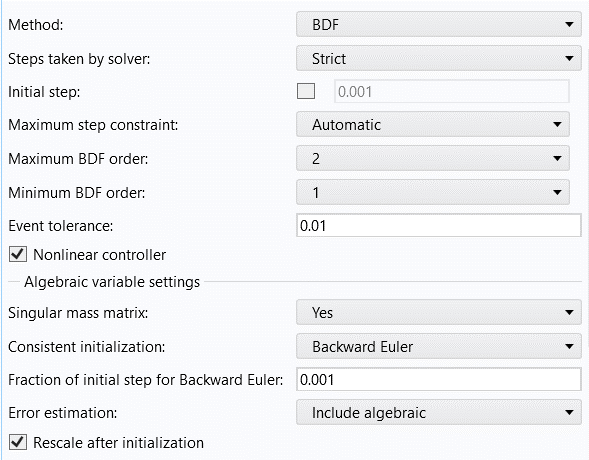 Method: BDF
Steps taken by solver: Strict
Initial step: 0.001
Maximum step constraint: Automatic
Maximum BDF order: 2
Minimum BDF order: 1
Event tolerance: 0.01
Nonlinear controller
Algebraic variable settings
Singular mass matrix: Yes
Consistent initialization: Backward Euler
Fraction of initial step for Backward Euler: 0.001
Error estimation: Include algebraic
Rescale after initialization